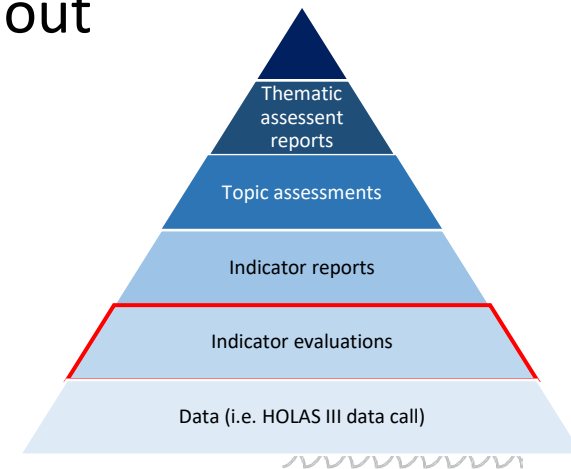 out
Thematic
assessent
reports
Topic assessments
Indicator reports
Indicator evaluations
Data (i.e. HOLAS III data call)